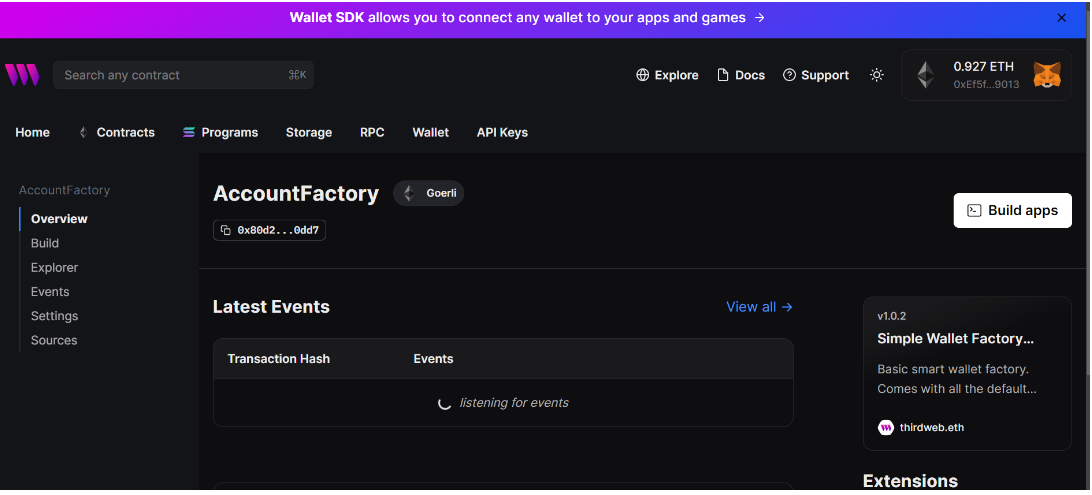 Wallet SDK allows you to connect any wallet to your apps and games →
Search any contract ⌘K
Explore Docs Support
0.927 ETH
0xEf5f...9013
Home Contracts Programs Storage RPC Wallet API Keys
AccountFactory
Overview
Build
Explorer
Events
Settings
Sources
AccountFactory Goerli
0x80d2...0dd7
Build apps
Latest Events View all →
Transaction Hash Events
listening for events
v1.0.2
Simple Wallet Factory...
Basic smart wallet factory.
Comes with all the default...
thirdweb.eth
Extensions